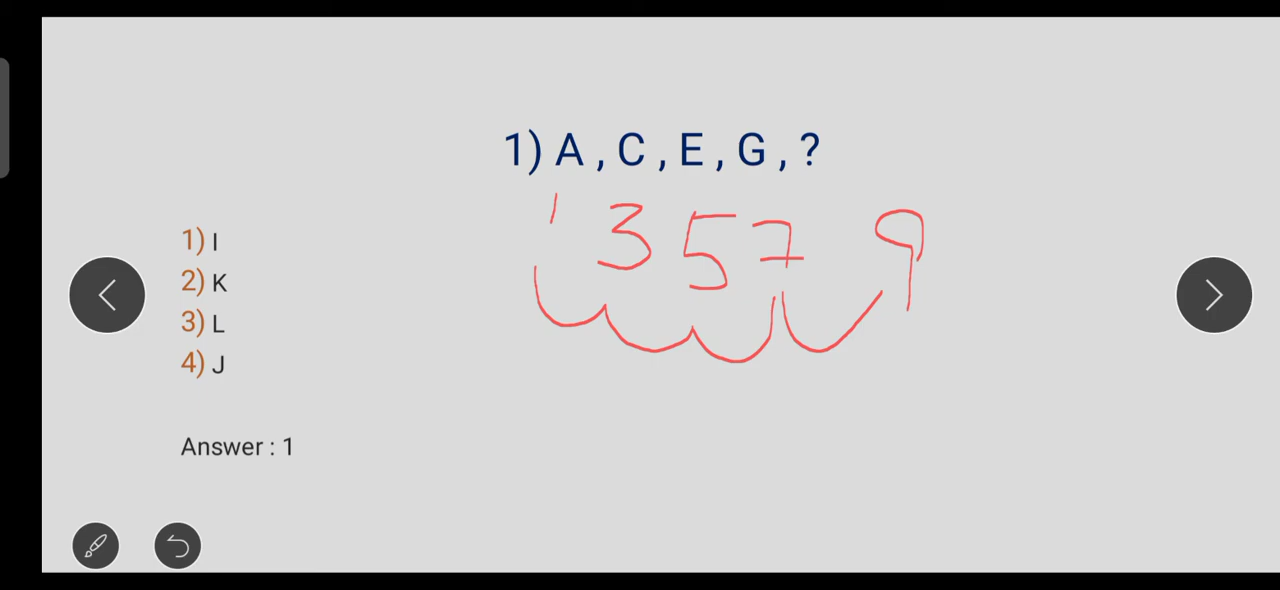 1) A , C , E , G , ?
1 3 5 7 9
1) I
2) K
3) L
4) J
Answer : 1